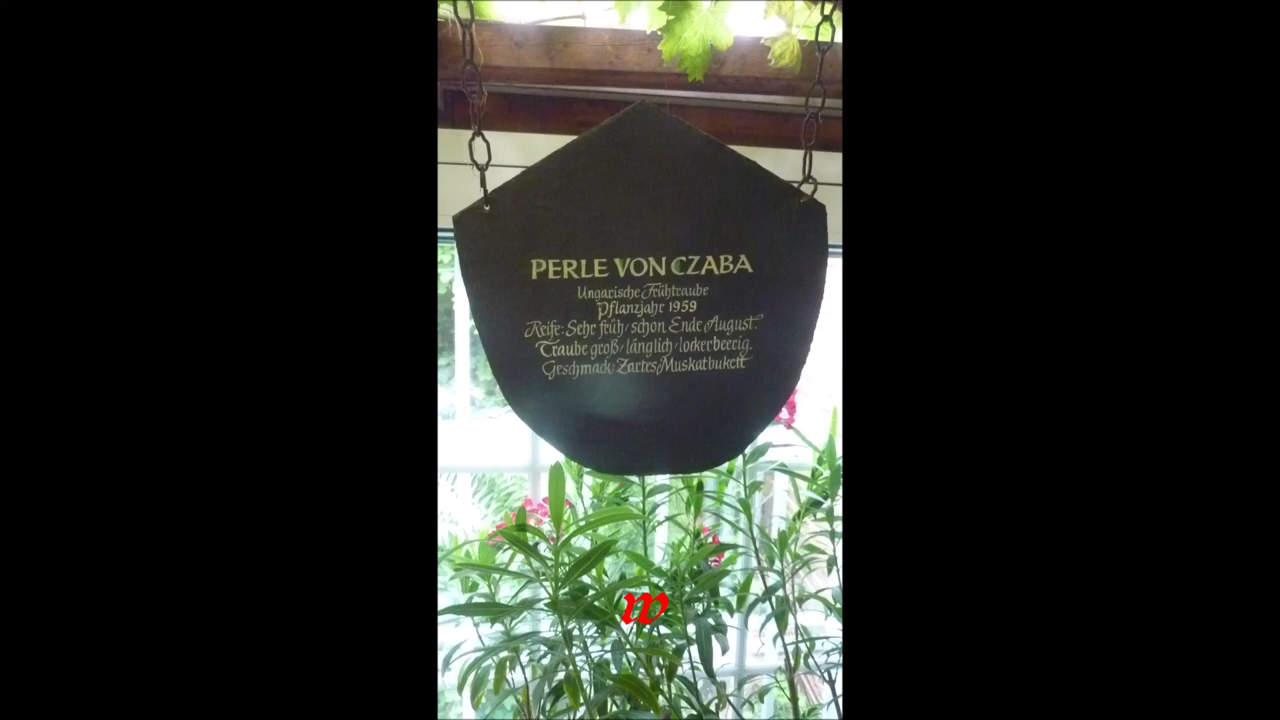 PERLE VON CZABA
Ungarische Frühtraube
Pflanzjahr 1959
Reife: Sehr früh, schon Ende August.
Traube groß, länglich, lockerbeerig.
Geschmack: Zartes Muskatbukett
w